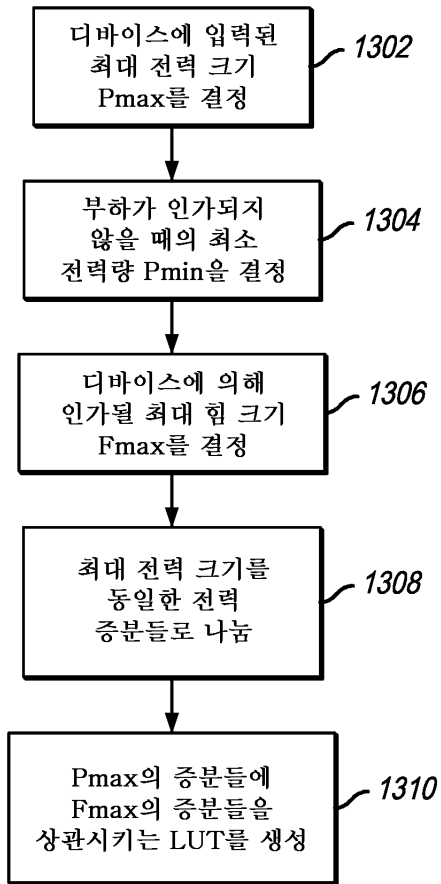 디바이스에 입력된
최대 전력 크기
Pmax를 결정
1302
부하가 인가되지
않을 때의 최소
전력량 Pmin을 결정
1304
디바이스에 의해
인가될 최대 힘 크기
Fmax를 결정
1306
최대 전력 크기를
동일한 전력
증분들로 나눔
1308
Pmax의 증분들에
Fmax의 증분들을
상관시키는 LUT를 생성
1310